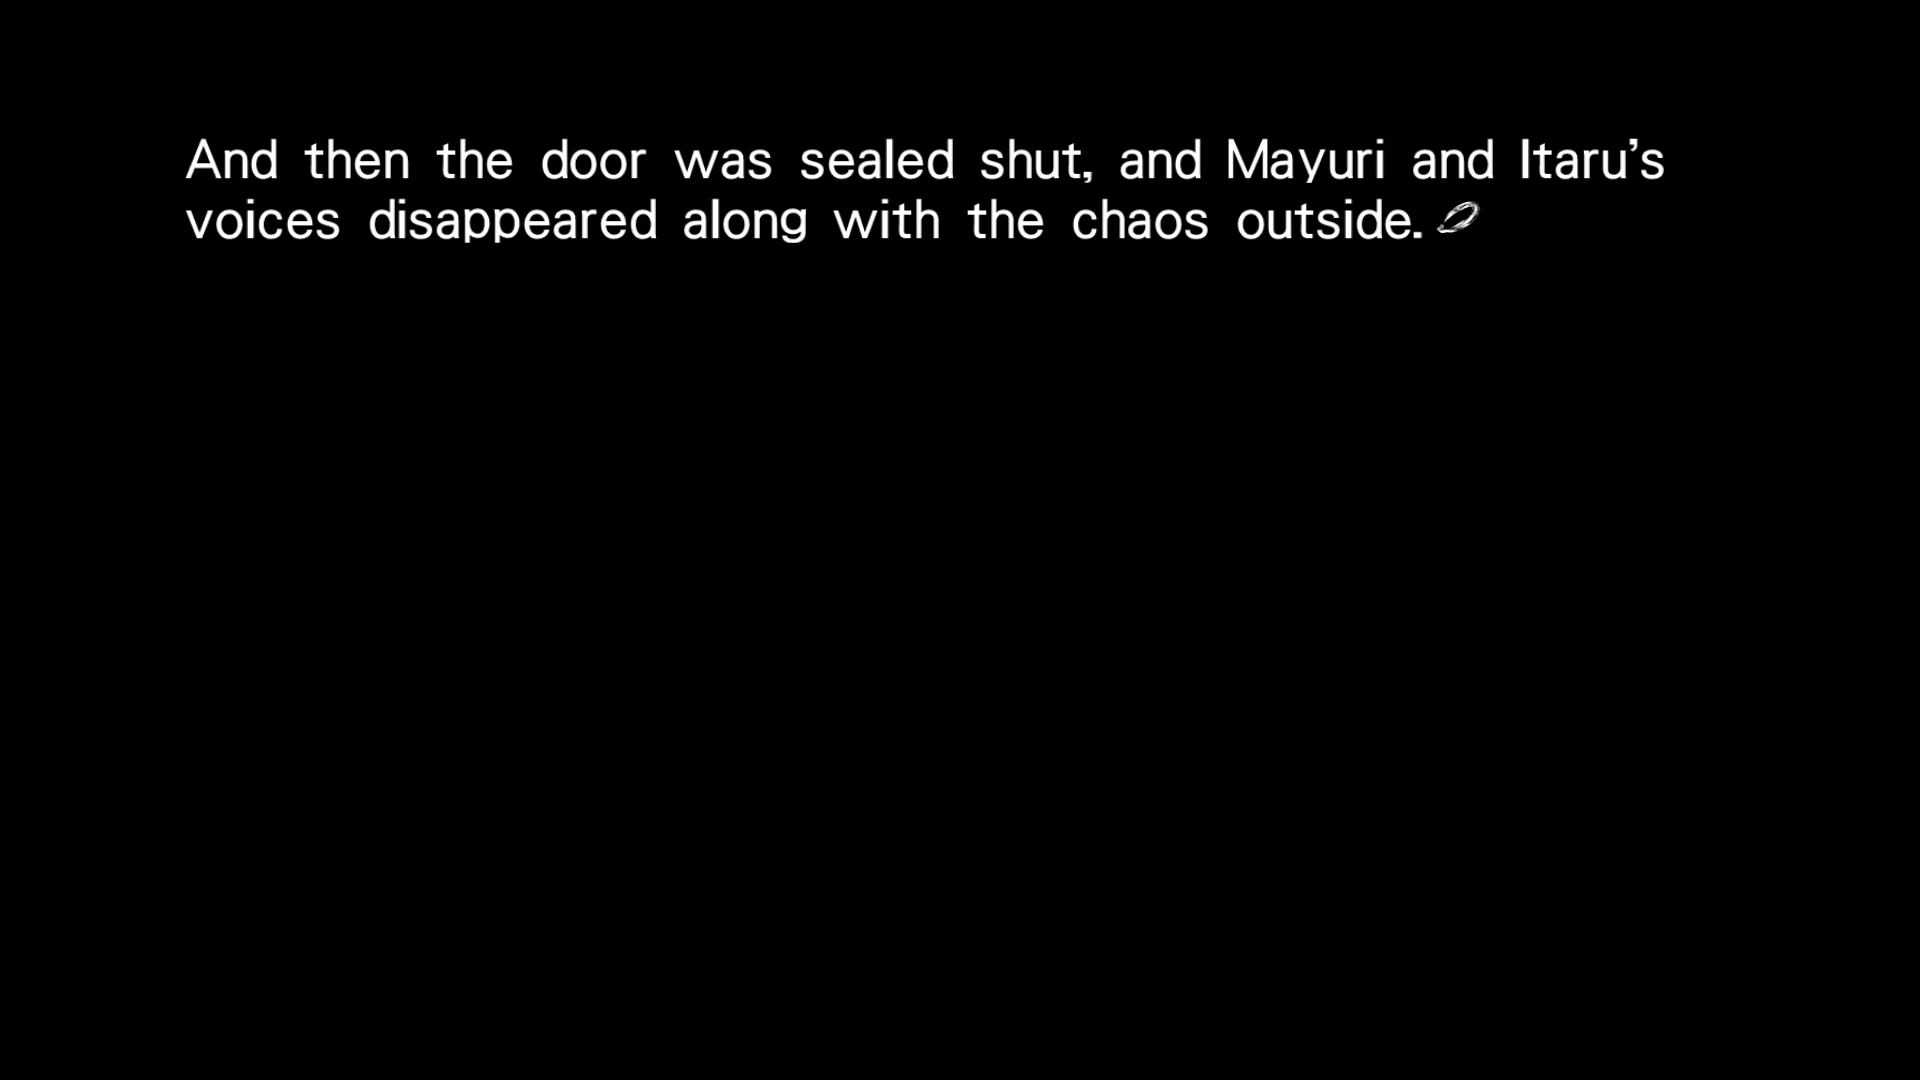 And then the door was sealed shut, and Mayuri and Itaru’s
voices disappeared along with the chaos outside.